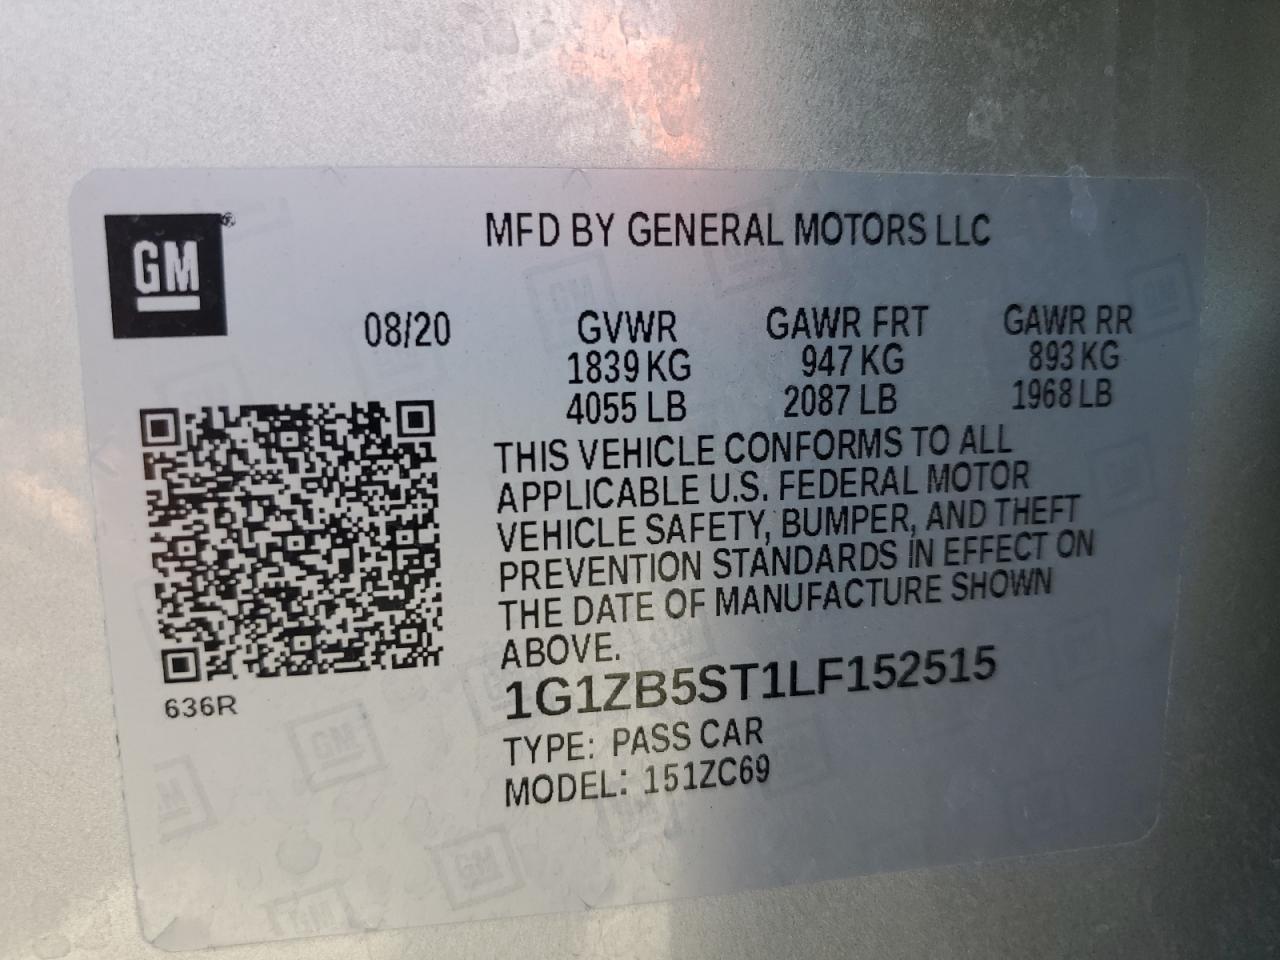 GM®
MFD BY GENERAL MOTORS LLC
08/20 GVWR GAWR FRT GAWR RR
1839 KG 947 KG 893 KG
4055 LB 2087 LB 1968 LB
THIS VEHICLE CONFORMS TO ALL
APPLICABLE U.S. FEDERAL MOTOR
VEHICLE SAFETY, BUMPER, AND THEFT
PREVENTION STANDARDS IN EFFECT ON
THE DATE OF MANUFACTURE SHOWN
ABOVE.
636R
1G1ZB5ST1LF152515
TYPE: PASS CAR
MODEL: 151ZC69